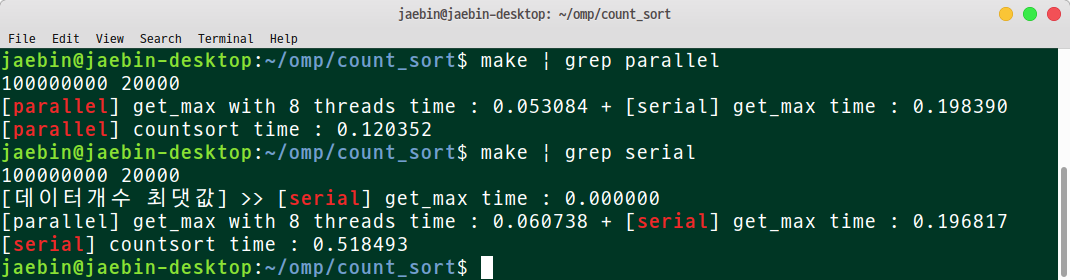 jaebin@jaebin-desktop: ~/omp/count_sort
File Edit View Search Terminal Help
jaebin@jaebin-desktop:~/omp/count_sort$ make | grep parallel
100000000 20000
[parallel] get_max with 8 threads time : 0.053084 + [serial] get_max time : 0.198390
[parallel] countsort time : 0.120352
jaebin@jaebin-desktop:~/omp/count_sort$ make | grep serial
100000000 20000
[데이터개수 최댓값] >> [serial] get_max time : 0.000000
[parallel] get_max with 8 threads time : 0.060738 + [serial] get_max time : 0.196817
[serial] countsort time : 0.518493
jaebin@jaebin-desktop:~/omp/count_sort$